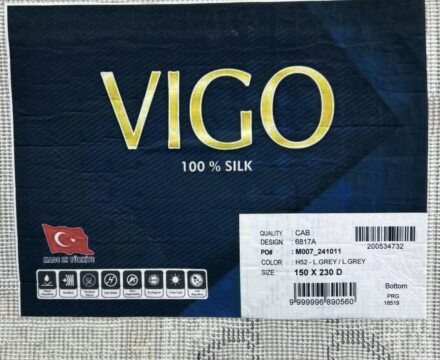 VIGO
100 % SILK
MADE IN TÜRKİYE
QUALITY : CAB
DESIGN : 6817A
PO# : M007_241011
COLOR : H52 - L.GREY / L.GREY
SIZE : 150 X 230 D
200534732
9 999996 890560
Bottom
PRG
18519